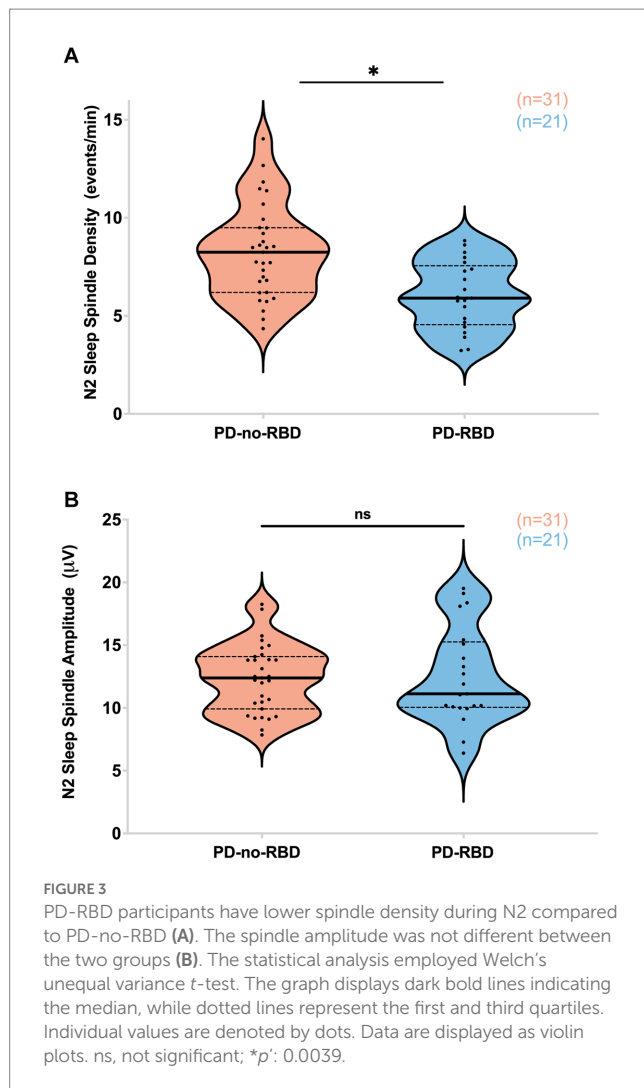 A
*
(n=31)
(n=21)
N2 Sleep Spindle Density (events/min)
15
10
5
0
PD-no-RBD PD-RBD
B
ns
(n=31)
(n=21)
N2 Sleep Spindle Amplitude (μV)
25
20
15
10
5
0
PD-no-RBD PD-RBD
FIGURE 3
PD-RBD participants have lower spindle density during N2 compared
to PD-no-RBD (A). The spindle amplitude was not different between
the two groups (B). The statistical analysis employed Welch's
unequal variance t-test. The graph displays dark bold lines indicating
the median, while dotted lines represent the first and third quartiles.
Individual values are denoted by dots. Data are displayed as violin
plots. ns, not significant; *p': 0.0039.